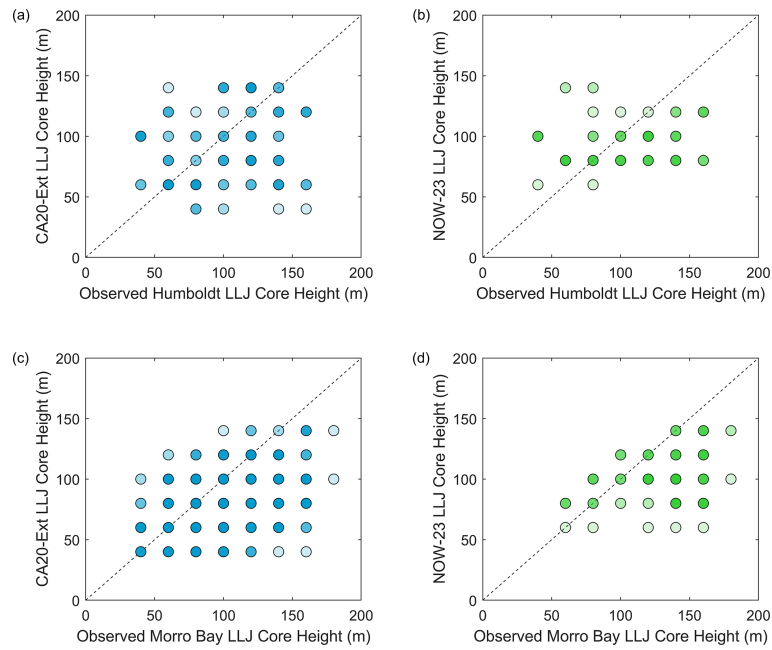 (a)
200
150
100
50
0
CA20-Ext LLJ Core Height (m)
0 50 100 150 200
Observed Humboldt LLJ Core Height (m)
(b)
200
150
100
50
0
NOW-23 LLJ Core Height (m)
0 50 100 150 200
Observed Humboldt LLJ Core Height (m)
(c)
200
150
100
50
0
CA20-Ext LLJ Core Height (m)
0 50 100 150 200
Observed Morro Bay LLJ Core Height (m)
(d)
200
150
100
50
0
NOW-23 LLJ Core Height (m)
0 50 100 150 200
Observed Morro Bay LLJ Core Height (m)